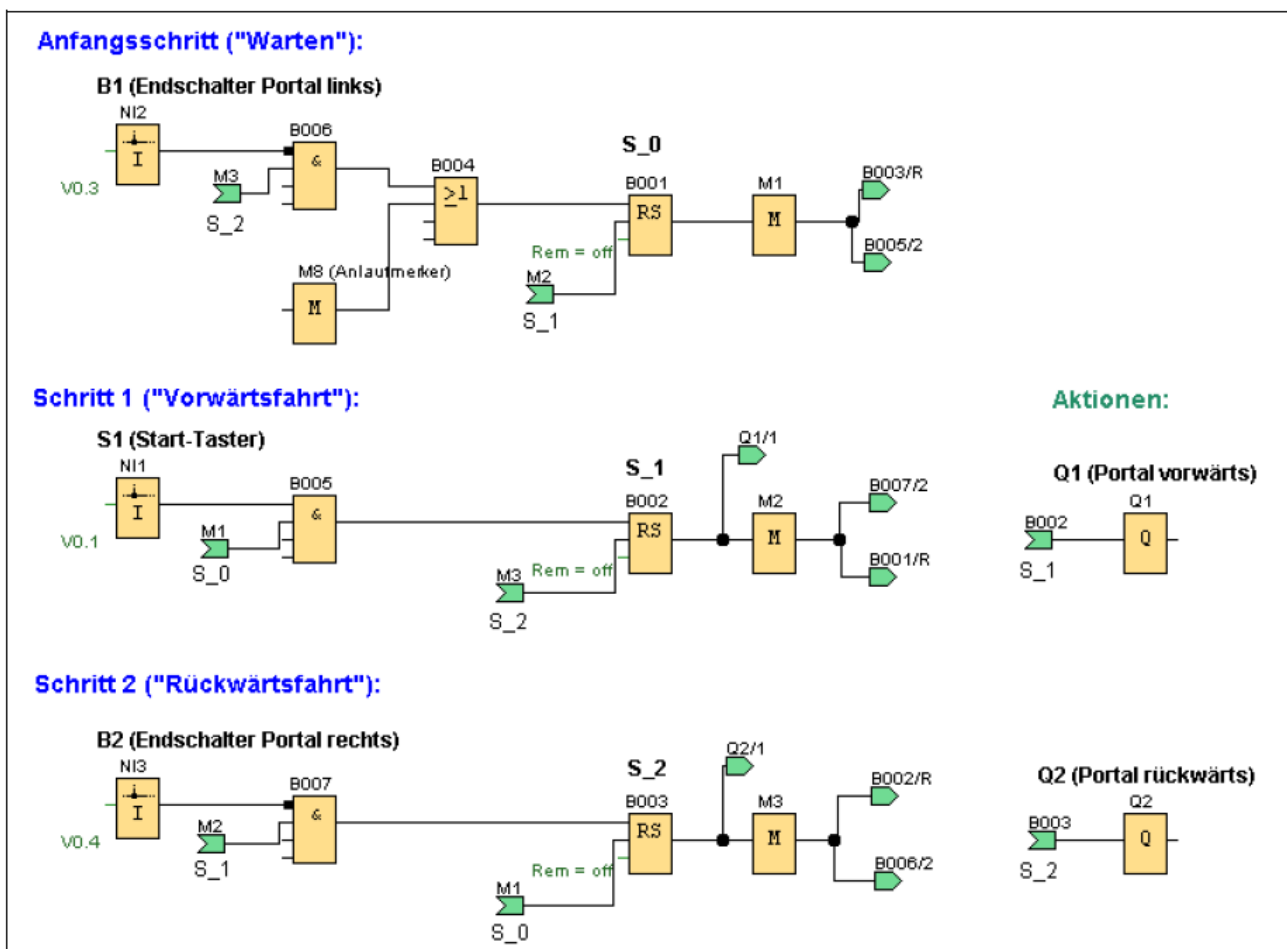 Anfangsschritt ("Warten"):
B1 (Endschalter Portal links)
NI2
I
V0.3
M3
S_2
B006
&
B004
>1
M8 (Anlaufmerker)
M
S_0
B001
RS
Rem = off
M2
S_1
M1
M
B003/R
B005/2
Schritt 1 ("Vorwärtsfahrt"):
Aktionen:
S1 (Start-Taster)
NI1
I
V0.1
M1
S_0
B005
&
S_1
B002
RS
Rem = off
M3
S_2
Q1/1
M2
M
B007/2
B001/R
Q1 (Portal vorwärts)
B002
S_1
Q1
Q
Schritt 2 ("Rückwärtsfahrt"):
B2 (Endschalter Portal rechts)
NI3
I
V0.4
M2
S_1
B007
&
S_2
B003
RS
Rem = off
M1
S_0
Q2/1
M3
M
B002/R
B006/2
Q2 (Portal rückwärts)
B003
S_2
Q2
Q